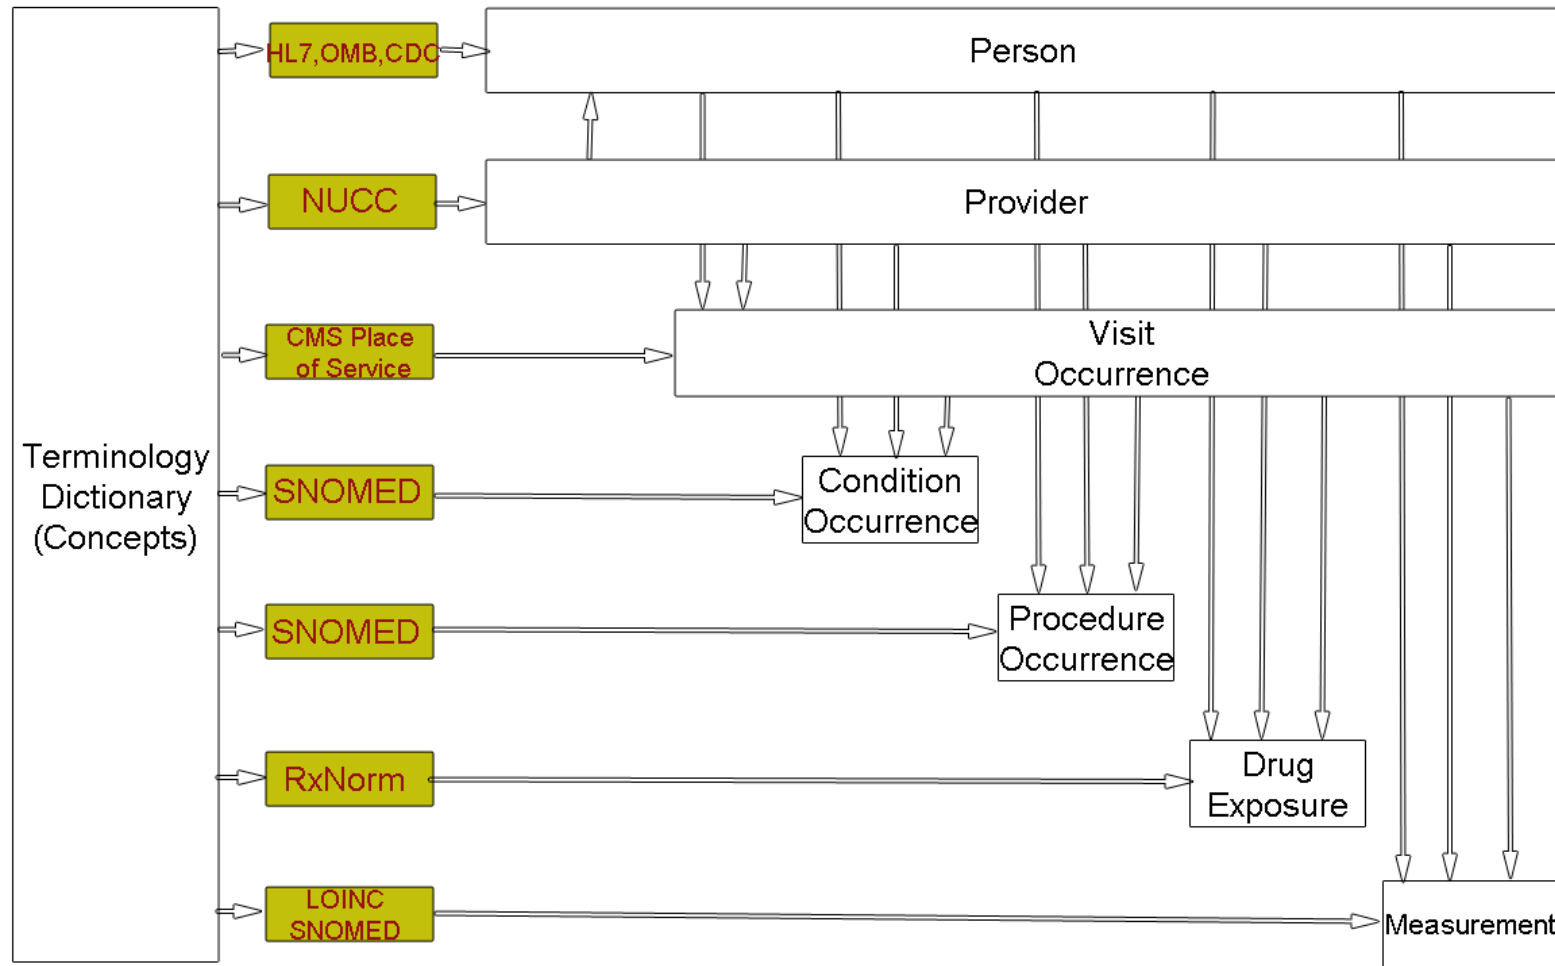 HL7,OMB,CDC
Person
NUCC
Provider
CMS Place
of Service
Visit
Occurrence
Terminology
Dictionary
(Concepts)
SNOMED
Condition
Occurrence
SNOMED
Procedure
Occurrence
RxNorm
Drug
Exposure
LOINC
SNOMED
Measurement